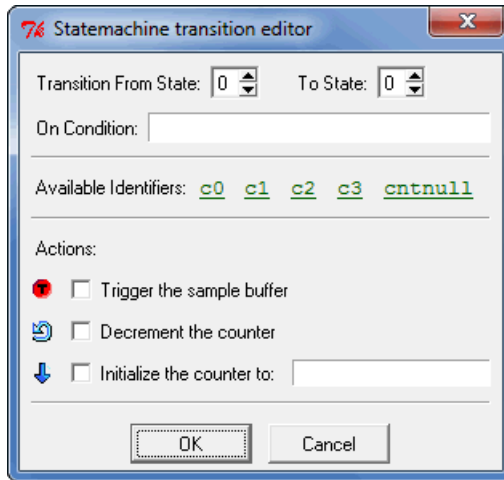 Statemachine transition editor
Transition From State: 0 To State: 0
On Condition:
Available Identifiers: c0 c1 c2 c3 cntnull
Actions:
T Trigger the sample buffer
Decrement the counter
Initialize the counter to:
OK Cancel